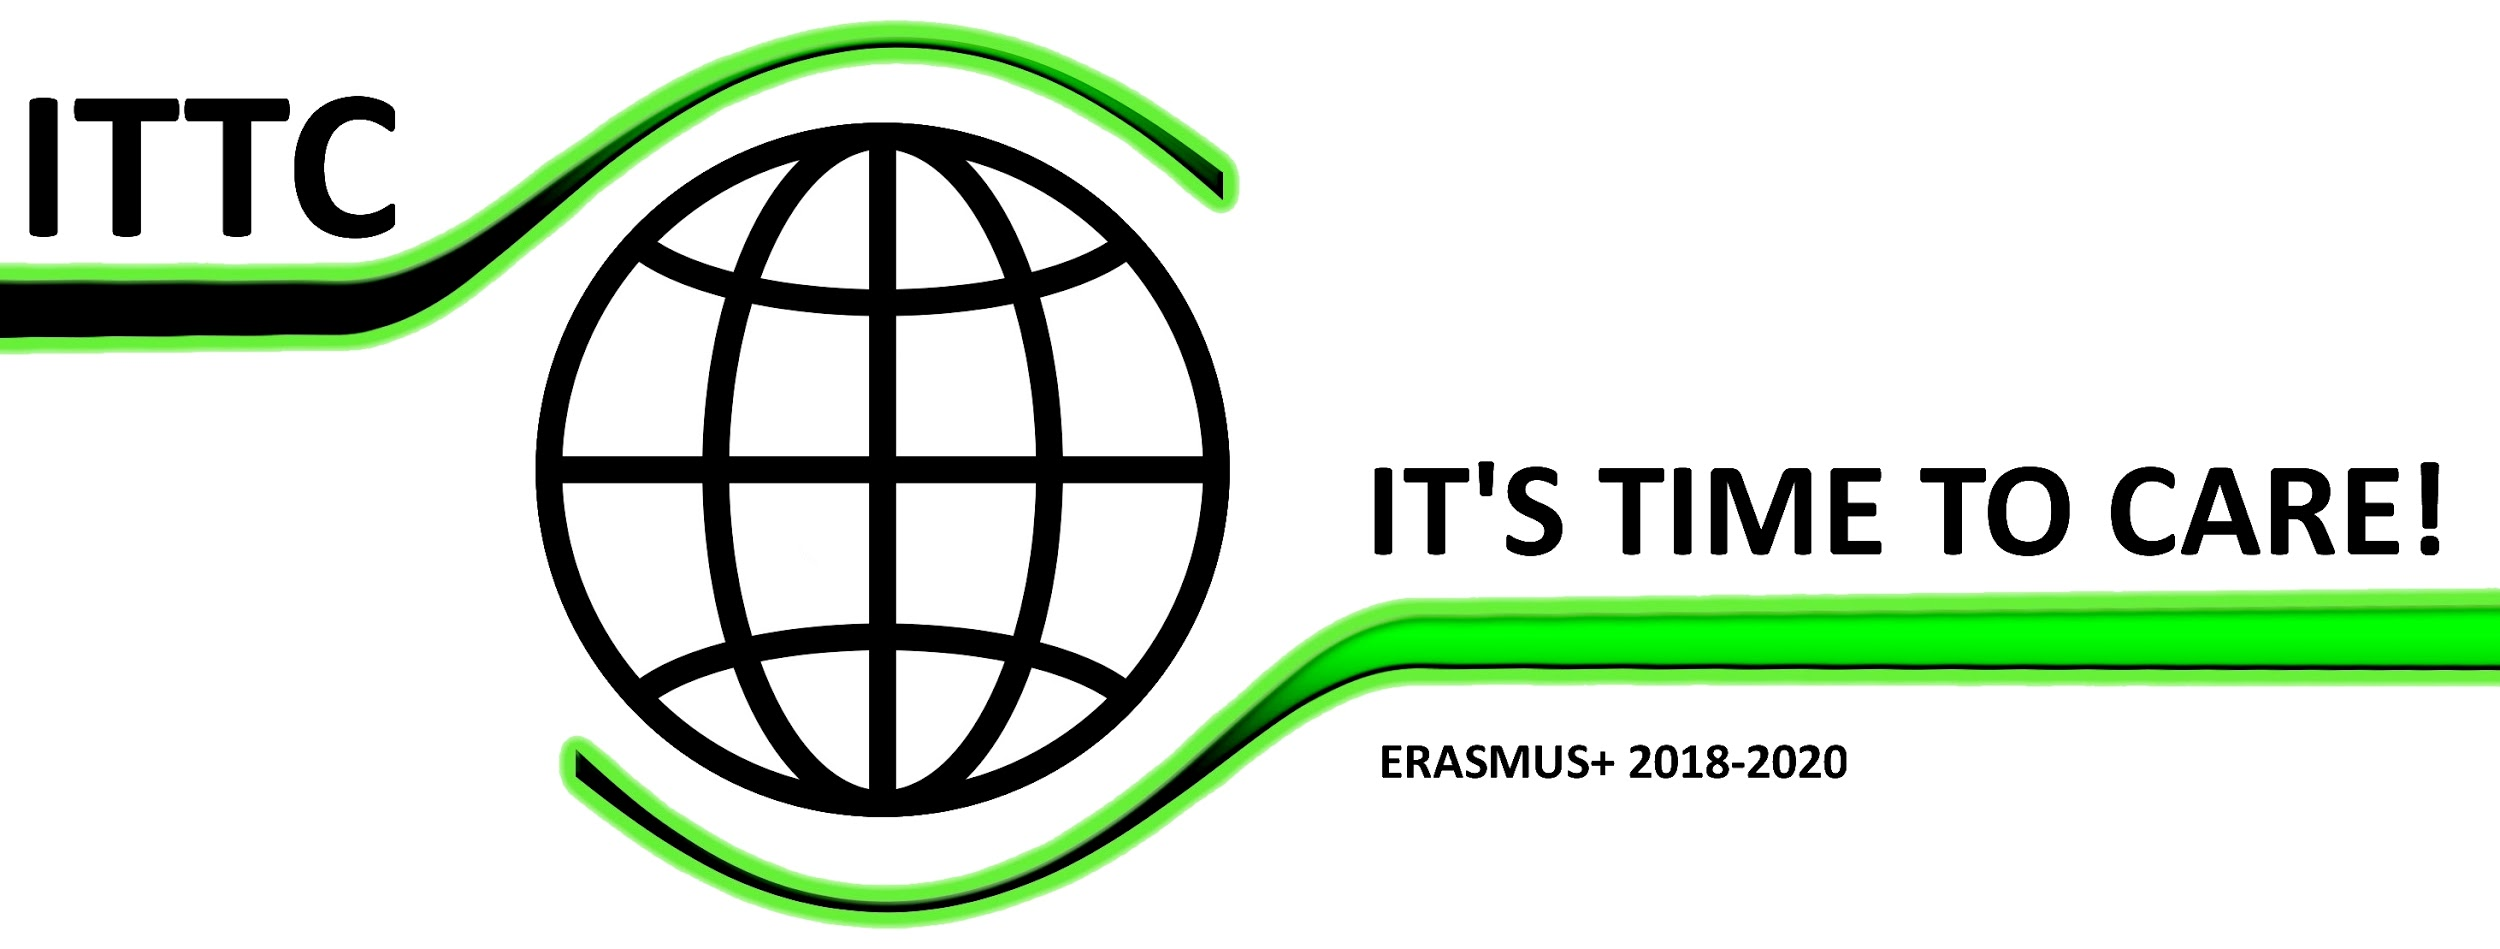 ITTC
IT'S TIME TO CARE!
ERASMUS+ 2018-2020